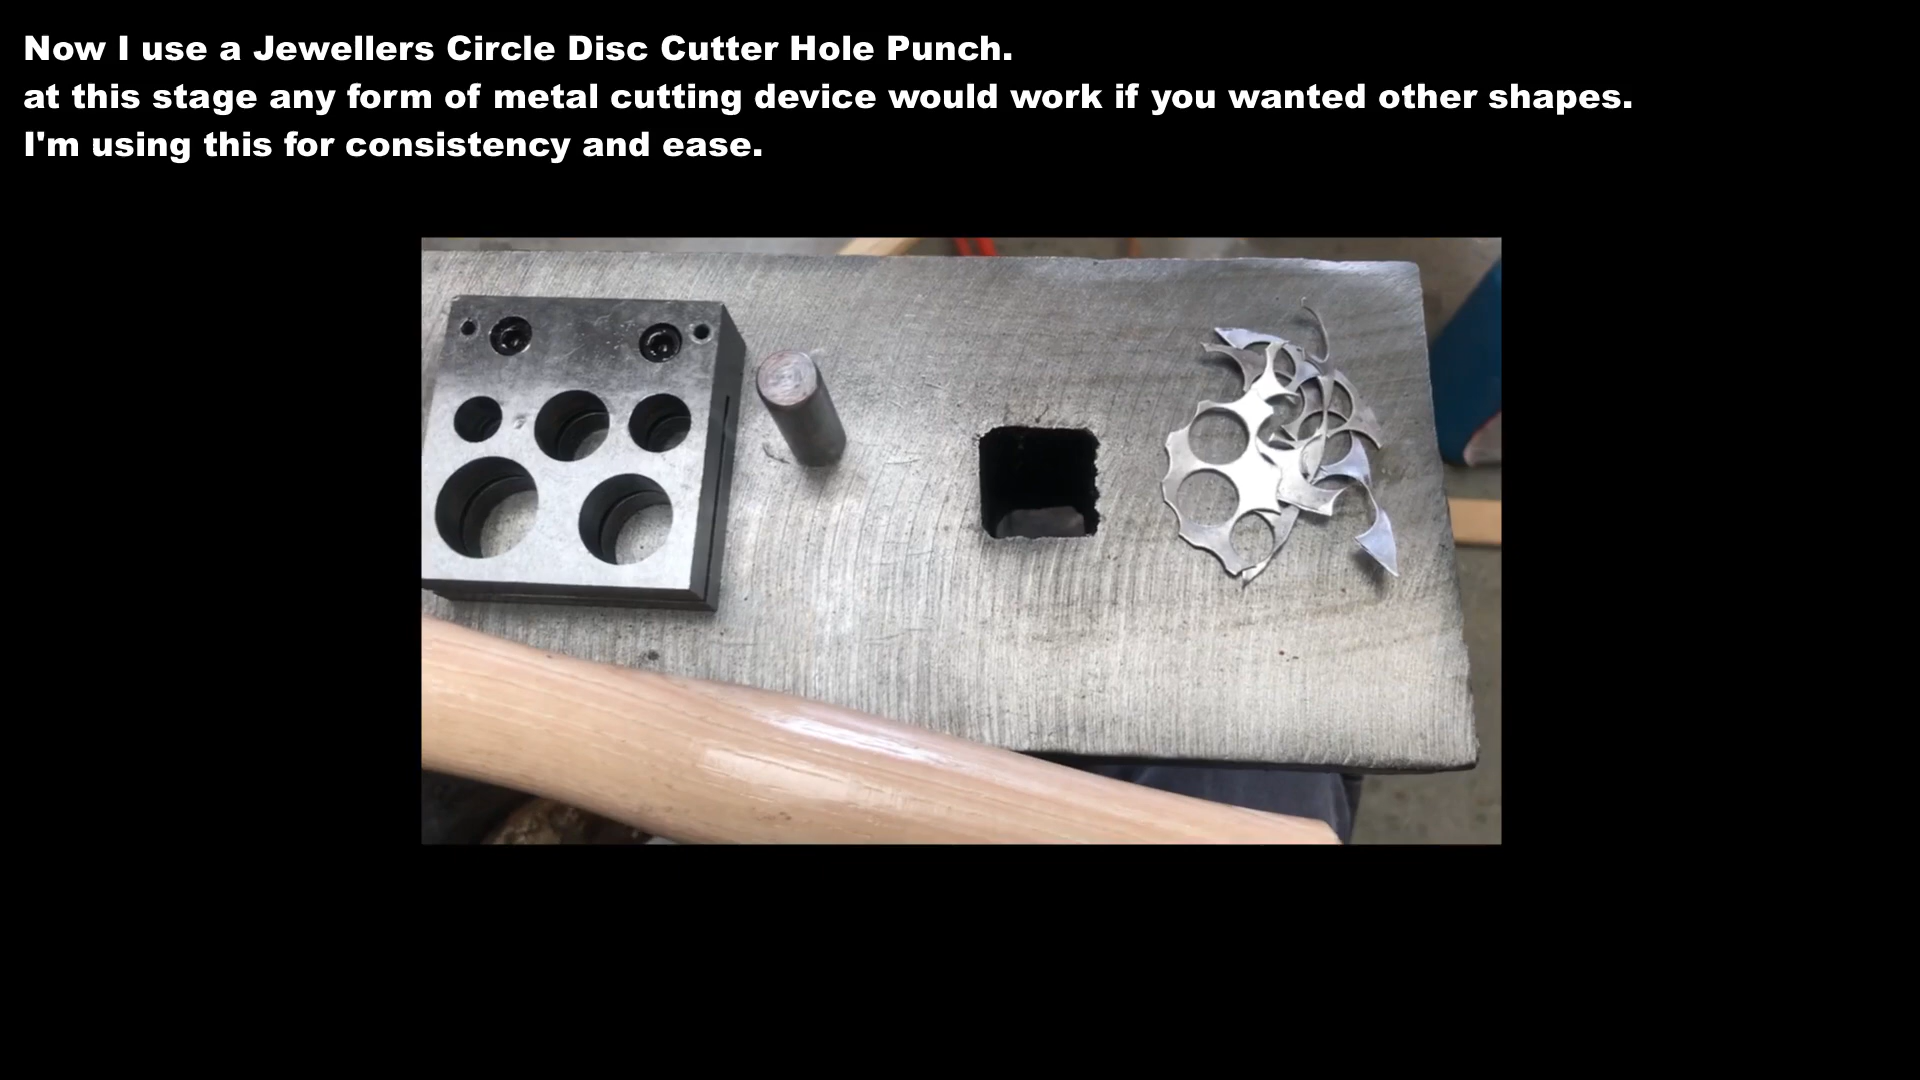 Now I use a Jewellers Circle Disc Cutter Hole Punch.
at this stage any form of metal cutting device would work if you wanted other shapes.
I'm using this for consistency and ease.